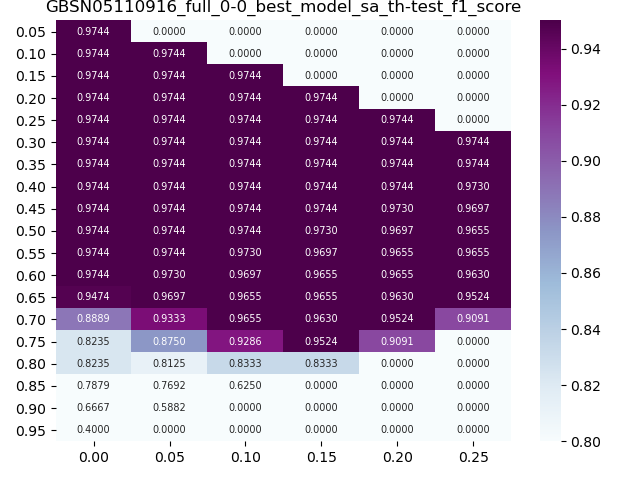 GBSN05110916_full_0-0_best_model_sa_th-test_f1_score
0.05 0.9744 0.0000 0.0000 0.0000 0.0000 0.0000
0.10 0.9744 0.9744 0.0000 0.0000 0.0000 0.0000
0.15 0.9744 0.9744 0.9744 0.0000 0.0000 0.0000
0.20 0.9744 0.9744 0.9744 0.9744 0.0000 0.0000
0.25 0.9744 0.9744 0.9744 0.9744 0.9744 0.0000
0.30 0.9744 0.9744 0.9744 0.9744 0.9744 0.9744
0.35 0.9744 0.9744 0.9744 0.9744 0.9744 0.9744
0.40 0.9744 0.9744 0.9744 0.9744 0.9744 0.9730
0.45 0.9744 0.9744 0.9744 0.9744 0.9730 0.9697
0.50 0.9744 0.9744 0.9744 0.9730 0.9697 0.9655
0.55 0.9744 0.9744 0.9730 0.9697 0.9655 0.9655
0.60 0.9744 0.9730 0.9697 0.9655 0.9655 0.9630
0.65 0.9474 0.9697 0.9655 0.9655 0.9630 0.9524
0.70 0.8889 0.9333 0.9655 0.9630 0.9524 0.9091
0.75 0.8235 0.8750 0.9286 0.9524 0.9091 0.0000
0.80 0.8235 0.8125 0.8333 0.8333 0.0000 0.0000
0.85 0.7879 0.7692 0.6250 0.0000 0.0000 0.0000
0.90 0.6667 0.5882 0.0000 0.0000 0.0000 0.0000
0.95 0.4000 0.0000 0.0000 0.0000 0.0000 0.0000
0.00 0.05 0.10 0.15 0.20 0.25
0.94
0.92
0.90
0.88
0.86
0.84
0.82
0.80